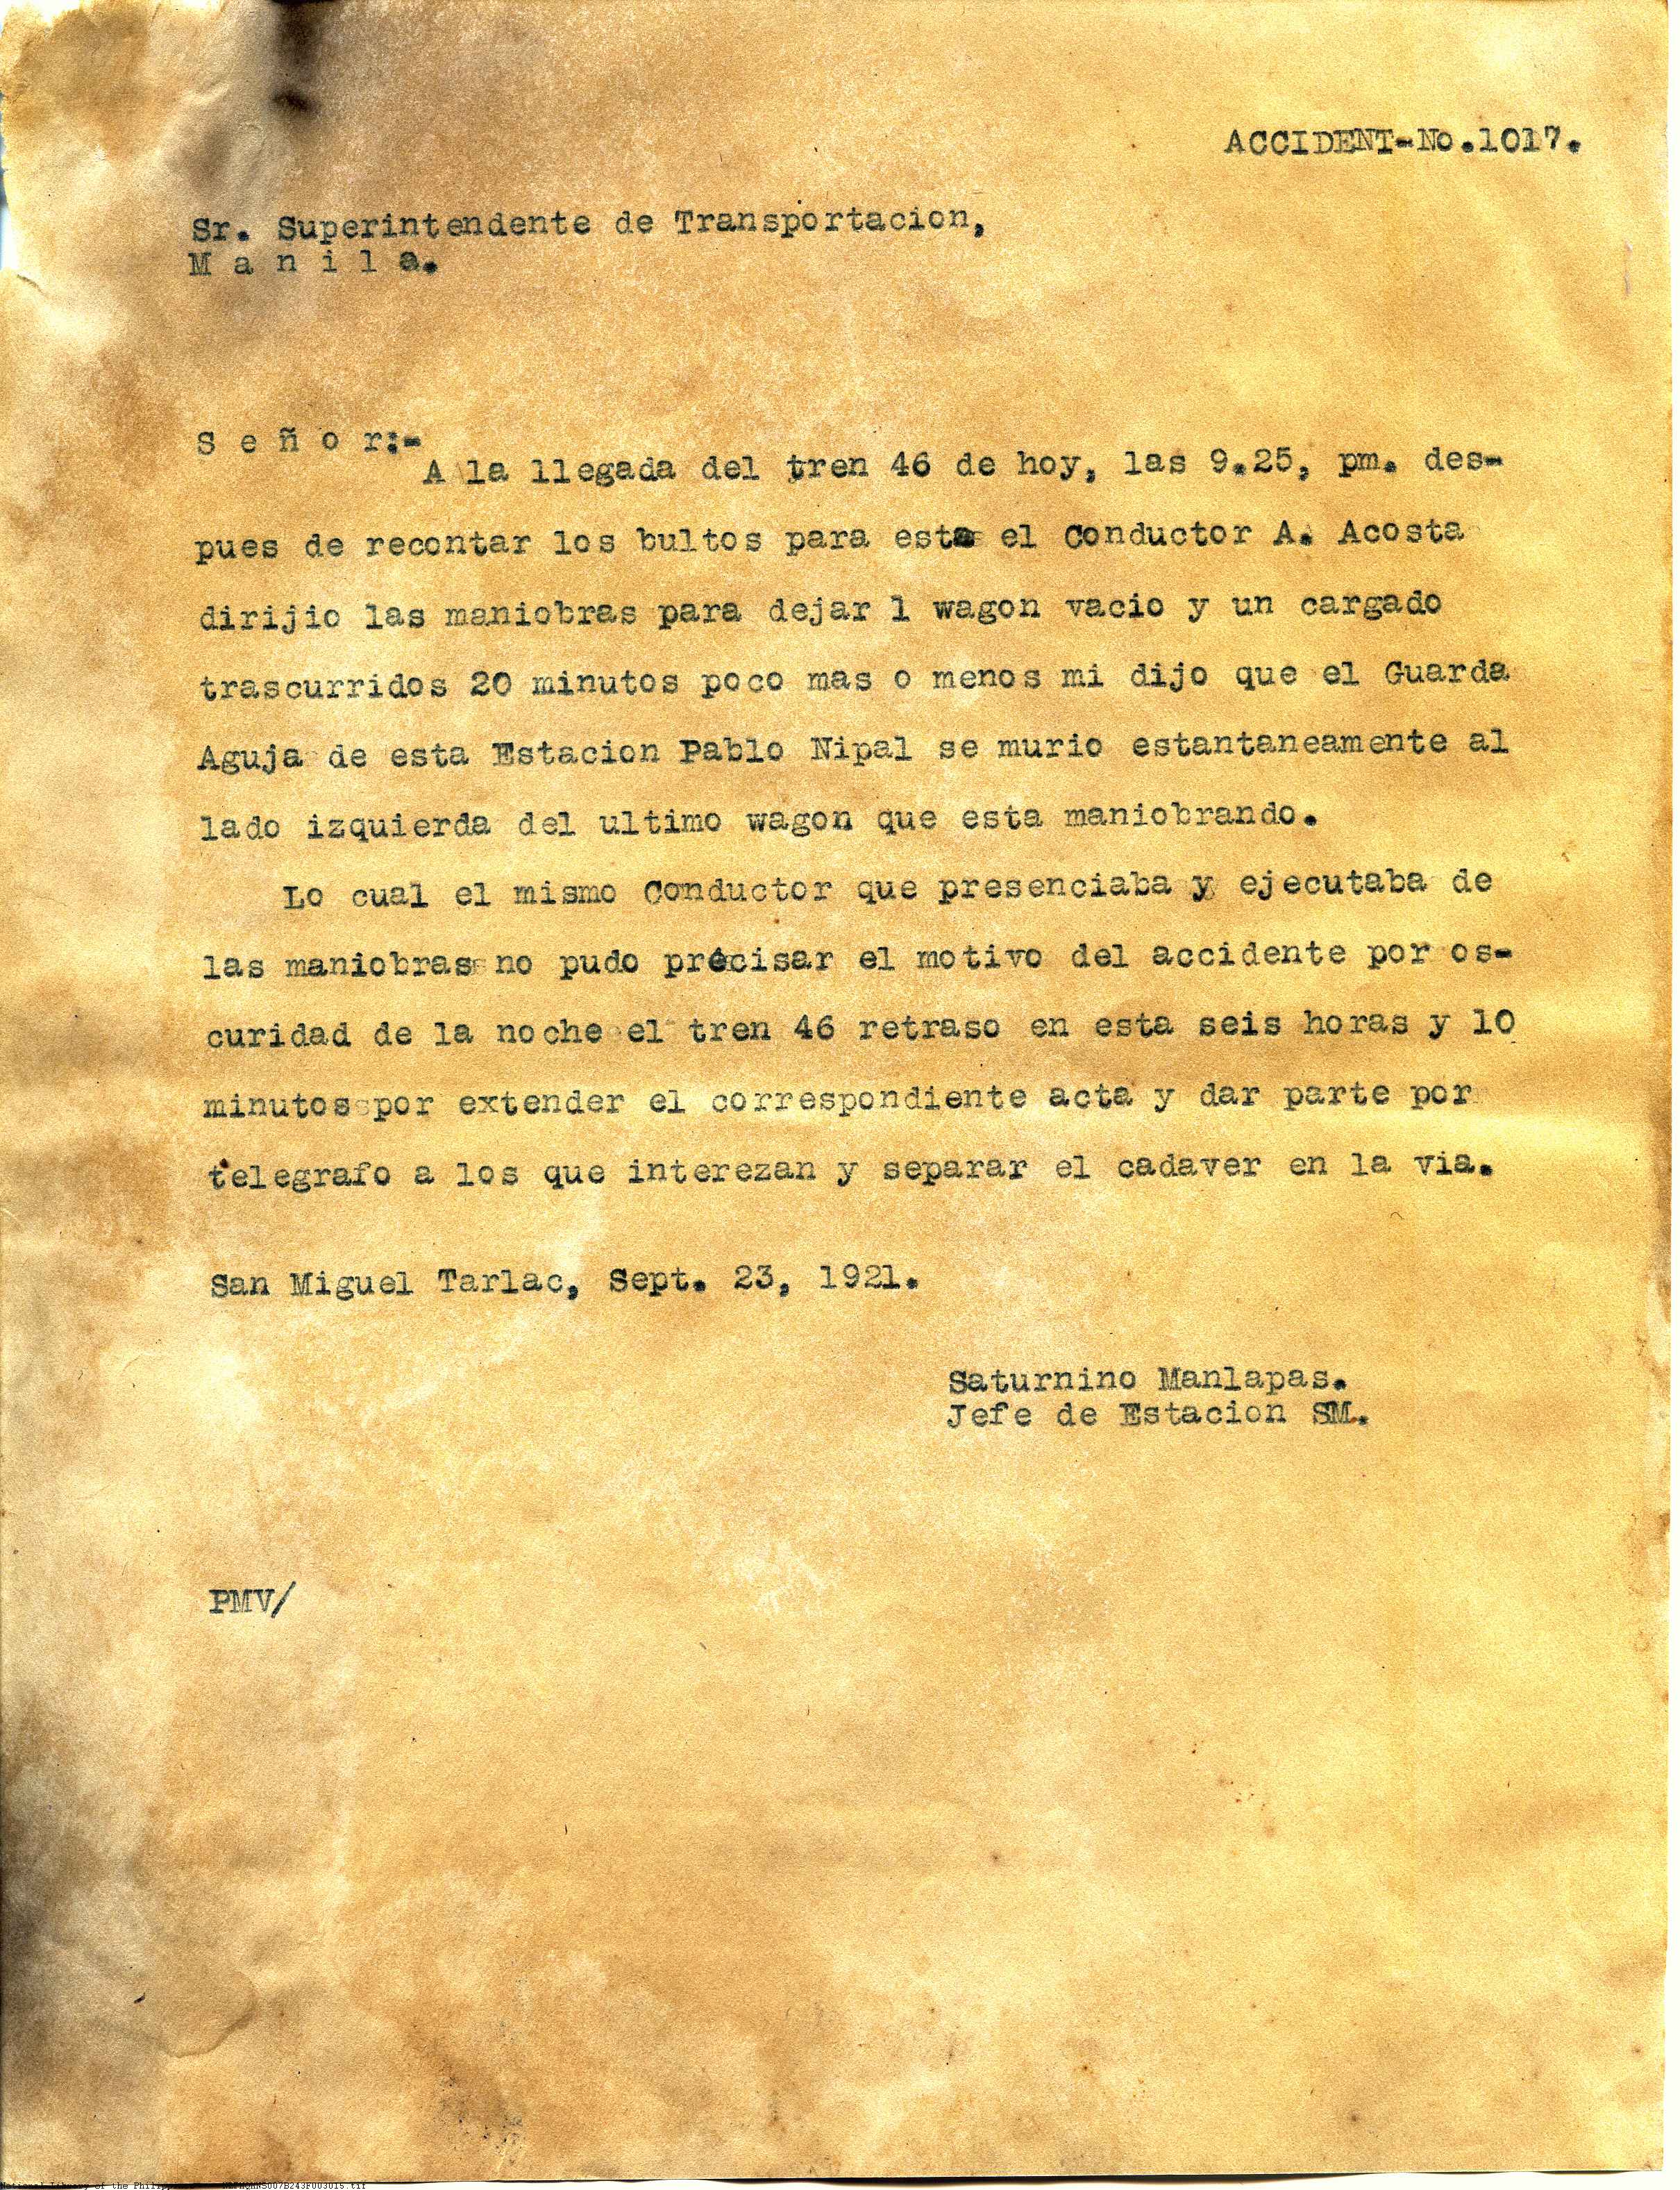 ACCIDENT-No.1017.
Sr. Superintendente de Transportacion,
M a n i l a.
S e ñ o r:-
A la llegada del tren 46 de hoy, las 9.25, pm. des-
pues de recontar los bultos para esta el Conductor A. Acosta
dirijio las maniobras para dejar 1 wagon vacio y un cargado
trascurridos 20 minutos poco mas o menos mi dijo que el Guarda
Aguja de esta Estacion Pablo Nipal se murio estantaneamente al
lado izquierda del ultimo wagon que esta maniobrando.
Lo cual el mismo Conductor que presenciaba y ejecutaba de
las maniobras no pudo precisar el motivo del accidente por os-
curidad de la noche el tren 46 retraso en esta seis horas y 10
minutos por extender el correspondiente acta y dar parte por
telegrafo a los que interezan y separar el cadaver en la via.
San Miguel Tarlac, Sept. 23, 1921.
Saturnino Manlapas.
Jefe de Estacion SM.
PMV/
of the